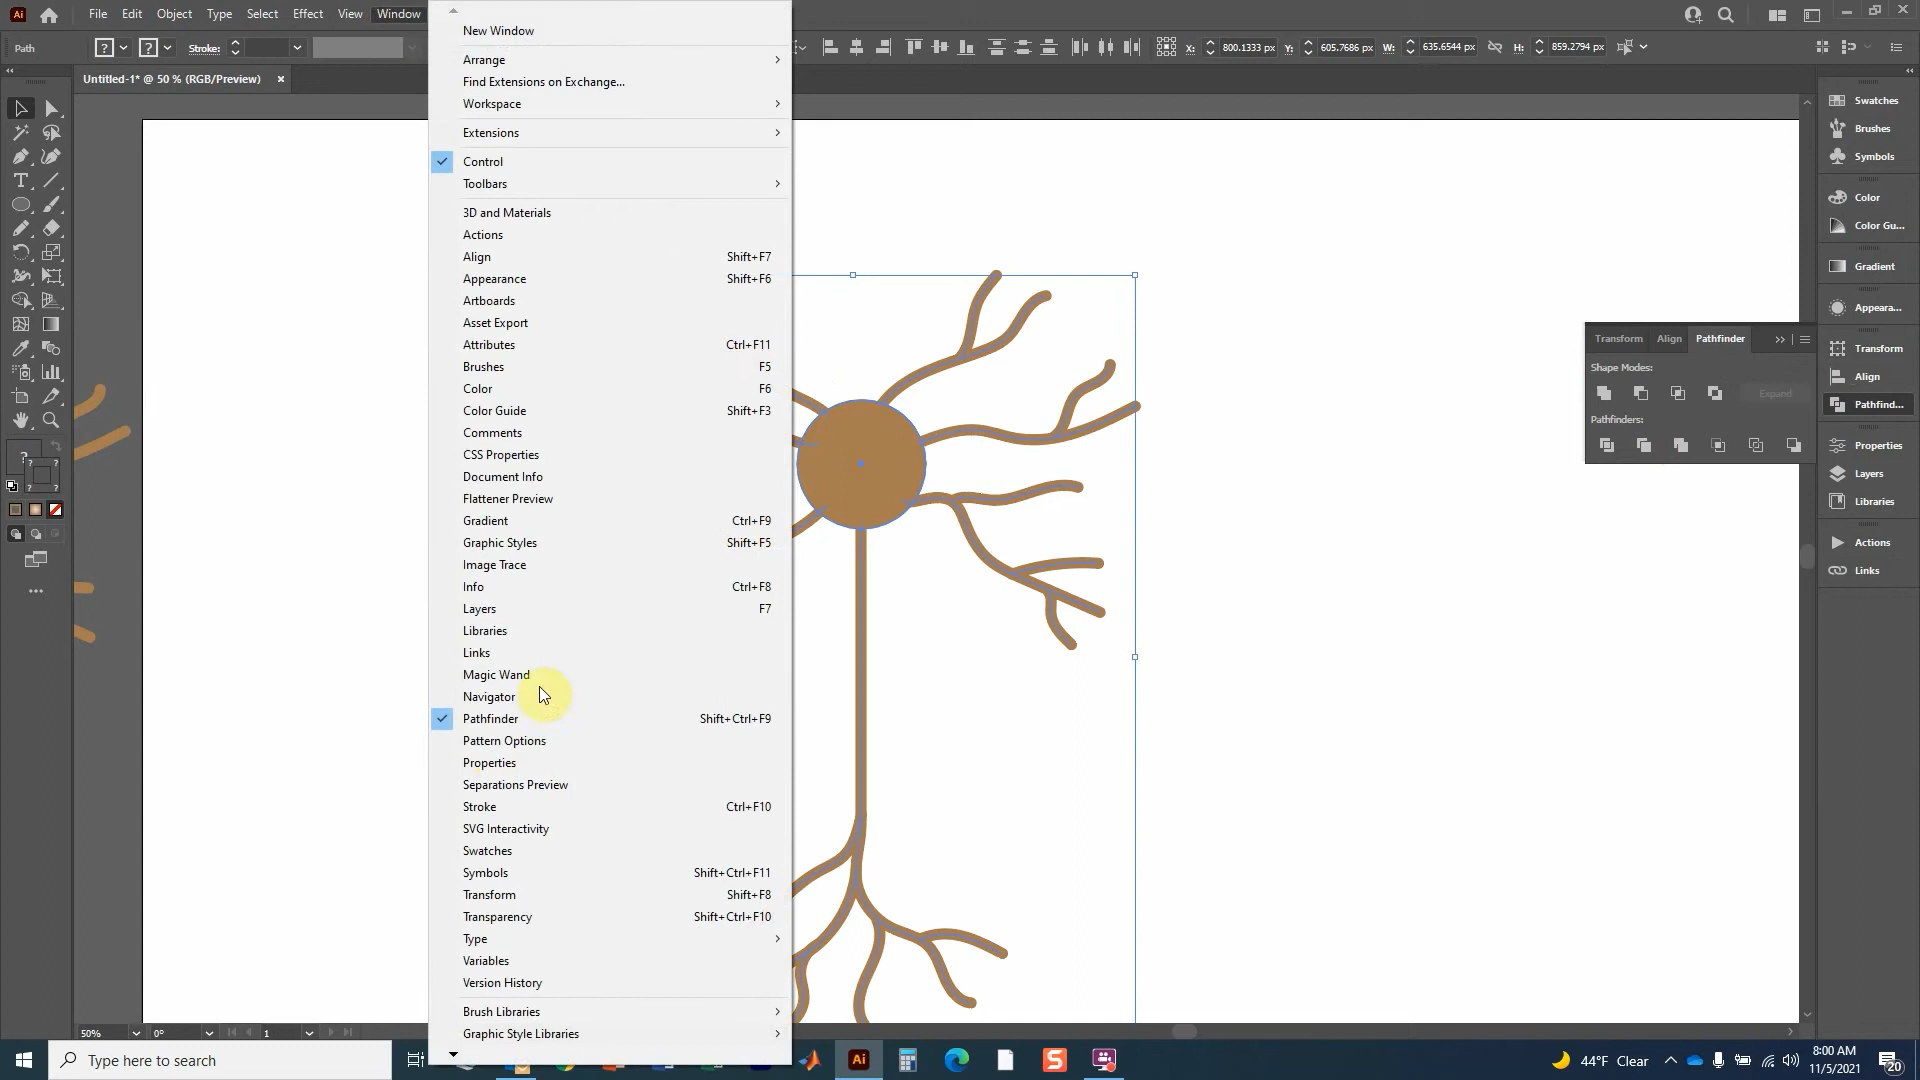 Ai File Edit Object Type Select Effect View Window
Path ? ? Stroke: X: 800.1333 px Y: 605.7686 px W: 635.6544 px H: 859.2794 px
Untitled-1* @ 50 % (RGB/Preview) ×
New Window
Arrange
Find Extensions on Exchange...
Workspace
Extensions
Control
Toolbars
3D and Materials
Actions
Align Shift+F7
Appearance Shift+F6
Artboards
Asset Export
Attributes Ctrl+F11
Brushes F5
Color F6
Color Guide Shift+F3
Comments
CSS Properties
Document Info
Flattener Preview
Gradient Ctrl+F9
Graphic Styles Shift+F5
Image Trace
Info Ctrl+F8
Layers F7
Libraries
Links
Magic Wand
Navigator
Pathfinder Shift+Ctrl+F9
Pattern Options
Properties
Separations Preview
Stroke Ctrl+F10
SVG Interactivity
Swatches
Symbols Shift+Ctrl+F11
Transform Shift+F8
Transparency Shift+Ctrl+F10
Type
Variables
Version History
Brush Libraries
Graphic Style Libraries
Transform Align Pathfinder
Shape Modes:
Expand
Pathfinders:
Swatches
Brushes
Symbols
Color
Color Gu...
Gradient
Appeara...
Transform
Align
Pathfind...
Properties
Layers
Libraries
Actions
Links
50% 0° 1
Type here to search
Ai
S
44°F Clear
8:00 AM
11/5/2021
20